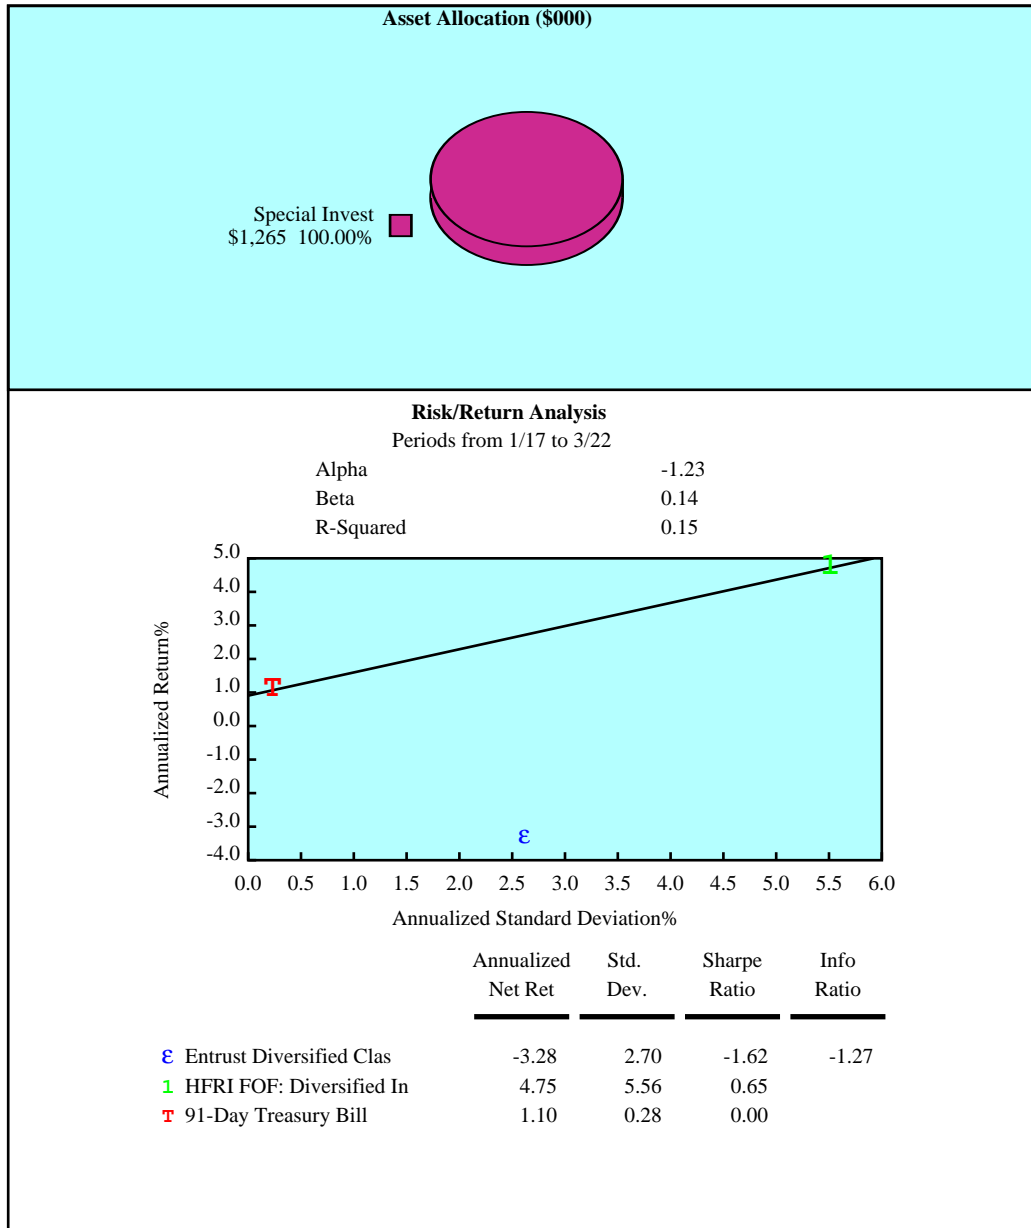 Asset Allocation ($000)
Special Invest
$1,265 100.00%
Risk/Return Analysis
Periods from 1/17 to 3/22
Alpha -1.23
Beta 0.14
R-Squared 0.15
5.0
4.0
3.0
2.0
1.0
0.0
-1.0
-2.0
-3.0
-4.0
Annualized Return%
1
T
ε
0.0 0.5 1.0 1.5 2.0 2.5 3.0 3.5 4.0 4.5 5.0 5.5 6.0
Annualized Standard Deviation%
Annualized Std. Sharpe Info
Net Ret Dev. Ratio Ratio
ε Entrust Diversified Clas -3.28 2.70 -1.62 -1.27
1 HFRI FOF: Diversified In 4.75 5.56 0.65
T 91-Day Treasury Bill 1.10 0.28 0.00